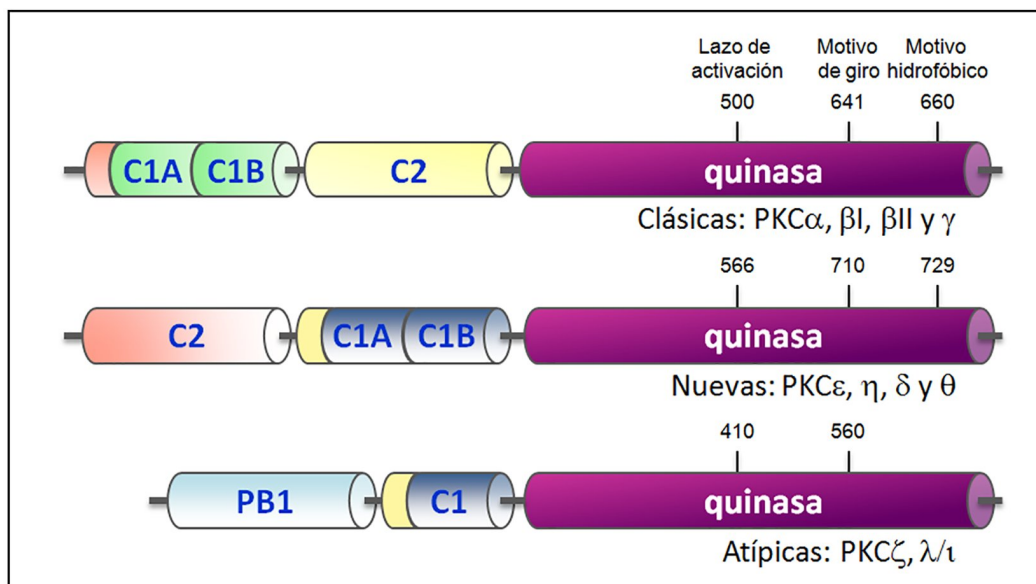 Lazo de activación
Motivo de giro
Motivo hidrofóbico
500 641 660
C1A C1B C2 quinasa
Clásicas: PKCα, βI, βII y γ
566 710 729
C2 C1A C1B quinasa
Nuevas: PKCε, η, δ y θ
410 560
PB1 C1 quinasa
Atípicas: PKCζ, λ/ι